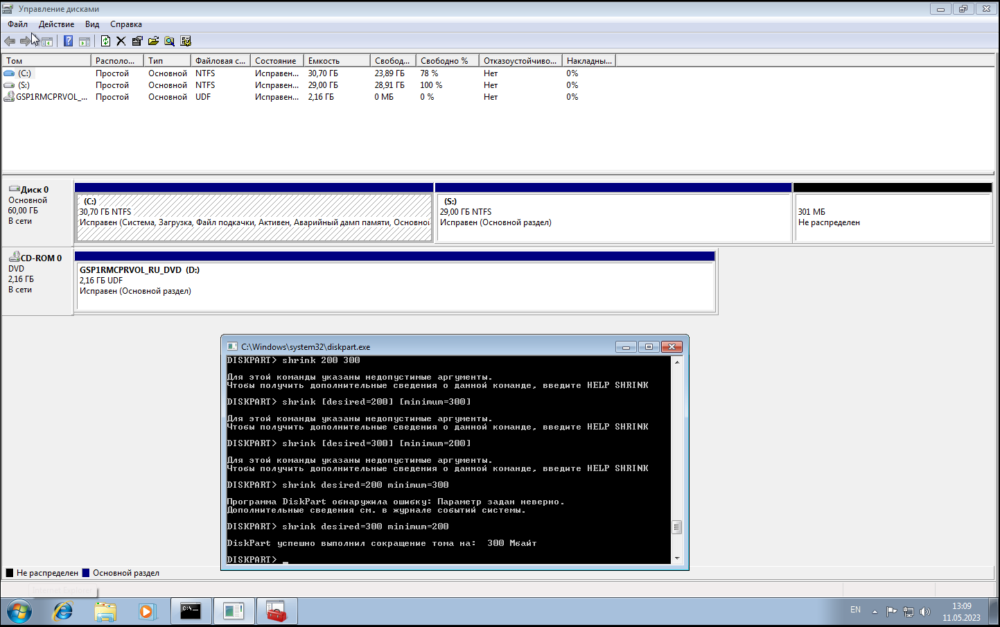 Управление дисками
Файл Действие Вид Справка
Том Располо... Тип Файловая с... Состояние Емкость Свобод... Свободно % Отказоустойчиво... Накладны...
(C:) Простой Основной NTFS Исправен... 30,70 ГБ 23,89 ГБ 78 % Нет 0%
(S:) Простой Основной NTFS Исправен... 29,00 ГБ 28,91 ГБ 100 % Нет 0%
GSP1RMCPRVOL_... Простой Основной UDF Исправен... 2,16 ГБ 0 МБ 0 % Нет 0%
Диск 0
Основной
60,00 ГБ
В сети
(C:)
30,70 ГБ NTFS
Исправен (Система, Загрузка, Файл подкачки, Активен, Аварийный дамп памяти, Основной
(S:)
29,00 ГБ NTFS
Исправен (Основной раздел)
301 МБ
Не распределен
CD-ROM 0
DVD
2,16 ГБ
В сети
GSP1RMCPRVOL_RU_DVD (D:)
2,16 ГБ UDF
Исправен (Основной раздел)
C:\Windows\system32\diskpart.exe
DISKPART> shrink 200 300
Для этой команды указаны недопустимые аргументы.
Чтобы получить дополнительные сведения о данной команде, введите HELP SHRINK
DISKPART> shrink [desired=200] [minimum=300]
Для этой команды указаны недопустимые аргументы.
Чтобы получить дополнительные сведения о данной команде, введите HELP SHRINK
DISKPART> shrink [desired=300] [minimum=200]
Для этой команды указаны недопустимые аргументы.
Чтобы получить дополнительные сведения о данной команде, введите HELP SHRINK
DISKPART> shrink desired=200 minimum=300
Программа DiskPart обнаружила ошибку: Параметр задан неверно.
Дополнительные сведения см. в журнале событий системы.
DISKPART> shrink desired=300 minimum=200
DiskPart успешно выполнил сокращение тома на: 300 Мбайт
DISKPART> _
Не распределен Основной раздел
Internet Explorer
C:\_
EN
13:09
11.05.2023